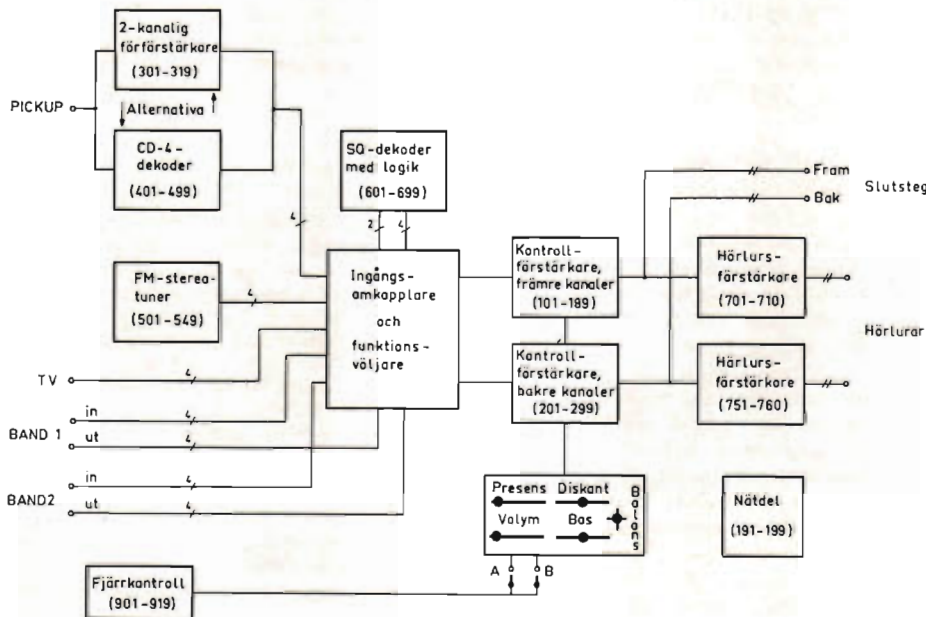 2-kanalig
förförstärkare
(301-319)
PICKUP
Alternativa
CD-4-
dekoder
(401-499)
SQ-dekoder
med logik
(601-699)
4
2
4
Fram
Bak
Slutsteg
FM-stereo-
tuner
(501-549)
4
Ingångs-
omkopplare
och
funktions-
väljare
Kontroll-
förstärkare,
främre kanaler
(101-189)
Hörlurs-
förstärkare
(701-710)
Hörlurar
Kontroll-
förstärkare,
bakre kanaler
(201-299)
Hörlurs-
förstärkare
(751-760)
TV
4
in
4
BAND 1
ut
4
in
4
BAND2
ut
4
Presens Diskant
Volym Bas
Balans
Nätdel
(191-199)
A
B
Fjärrkontroll
(901-919)